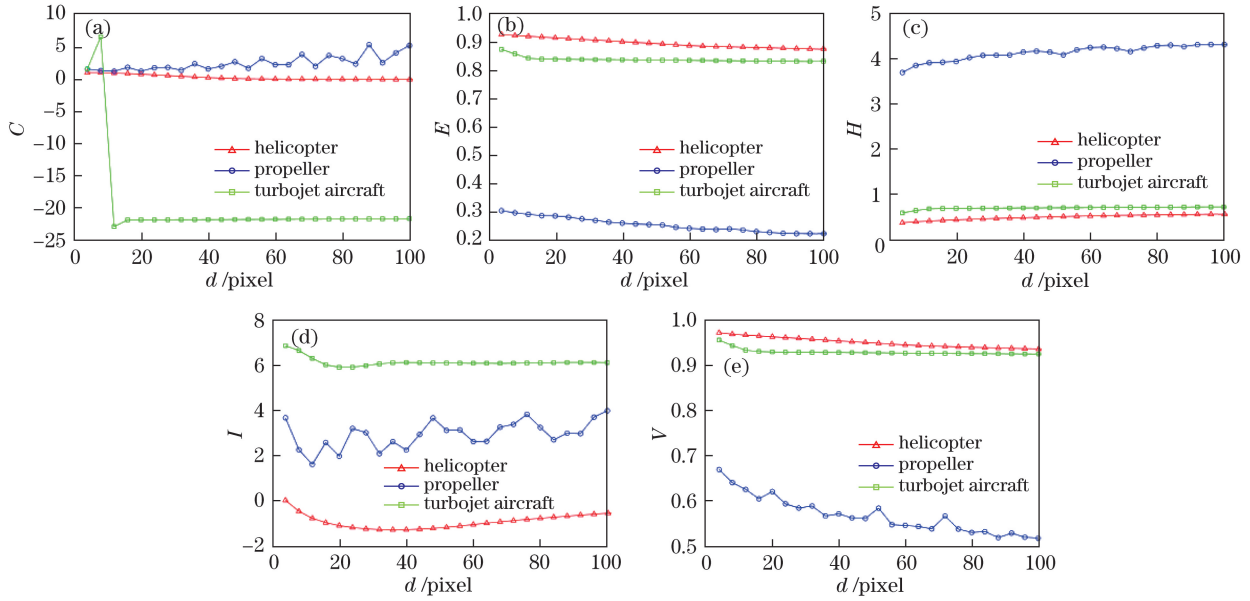 (a)
10
5
0
−5
−10
−15
−20
−25
C
helicopter
propeller
turbojet aircraft
0 20 40 60 80 100
d /pixel
(b)
1.0
0.9
0.8
0.7
0.6
0.5
0.4
0.3
0.2
E
helicopter
propeller
turbojet aircraft
0 20 40 60 80 100
d /pixel
(c)
5
4
3
2
1
0
H
helicopter
propeller
turbojet aircraft
20 40 60 80 100
d /pixel
(d)
8
6
4
2
0
−2
I
helicopter
propeller
turbojet aircraft
0 20 40 60 80 100
d /pixel
(e)
1.0
0.9
0.8
0.7
0.6
0.5
V
helicopter
propeller
turbojet aircraft
0 20 40 60 80 100
d /pixel